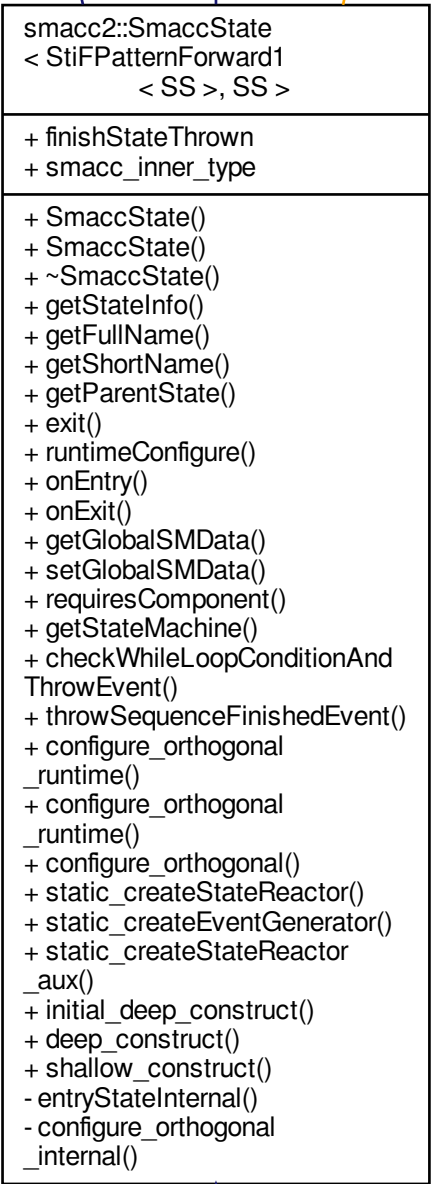 smacc2::SmaccState
< StiFPatternForward1
< SS >, SS >
+ finishStateThrown
+ smacc_inner_type
+ SmaccState()
+ SmaccState()
+ ~SmaccState()
+ getStateInfo()
+ getFullName()
+ getShortName()
+ getParentState()
+ exit()
+ runtimeConfigure()
+ onEntry()
+ onExit()
+ getGlobalSMData()
+ setGlobalSMData()
+ requiresComponent()
+ getStateMachine()
+ checkWhileLoopConditionAnd
ThrowEvent()
+ throwSequenceFinishedEvent()
+ configure_orthogonal
_runtime()
+ configure_orthogonal
_runtime()
+ configure_orthogonal()
+ static_createStateReactor()
+ static_createEventGenerator()
+ static_createStateReactor
_aux()
+ initial_deep_construct()
+ deep_construct()
+ shallow_construct()
- entryStateInternal()
- configure_orthogonal
_internal()